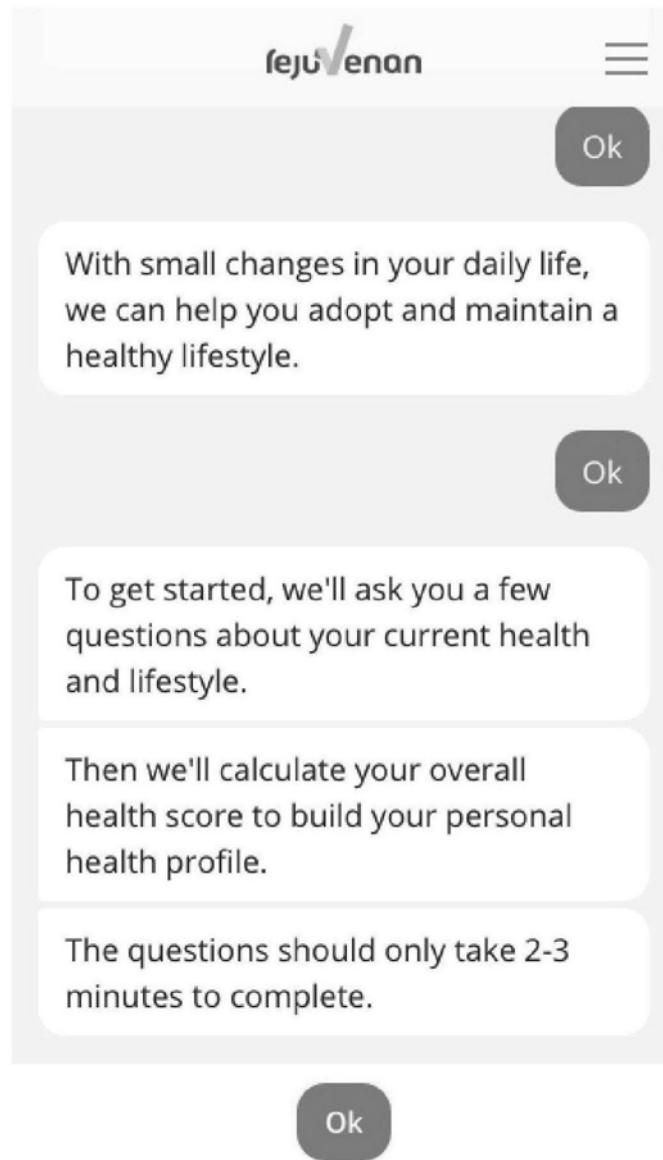 rejuvenan
Ok
With small changes in your daily life,
we can help you adopt and maintain a
healthy lifestyle.
Ok
To get started, we'll ask you a few
questions about your current health
and lifestyle.
Then we'll calculate your overall
health score to build your personal
health profile.
The questions should only take 2-3
minutes to complete.
Ok